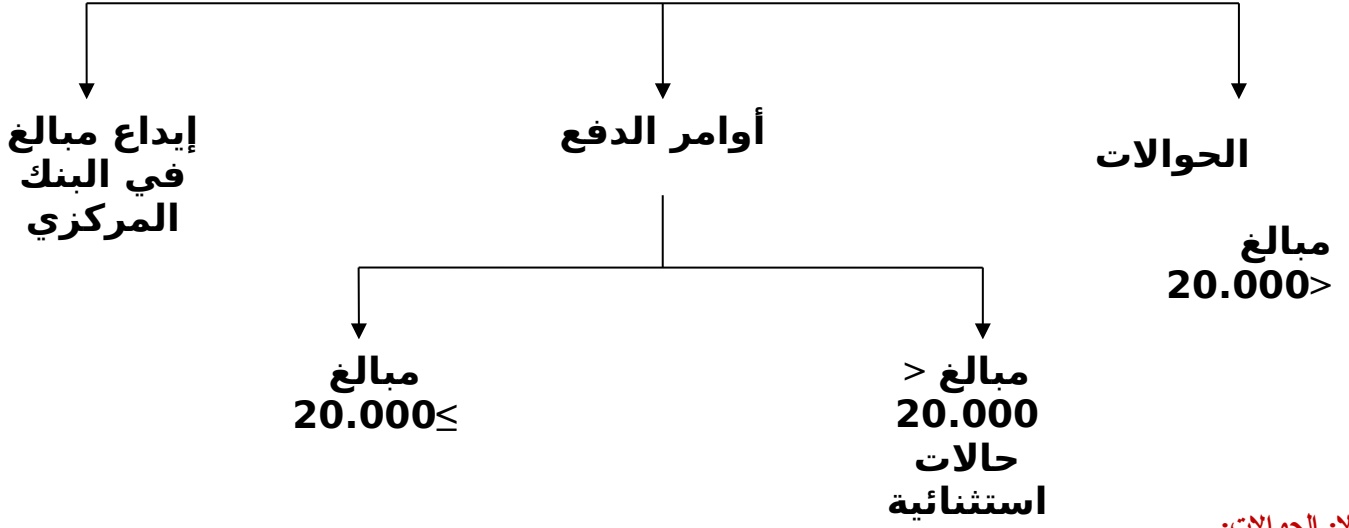 الحوالات
مبالغ
20.000>
أوامر الدفع
مبالغ <
20.000
حالات
استثنائية
مبالغ
20.000≤
إيداع مبالغ
في البنك
المركزي
الحوالات: